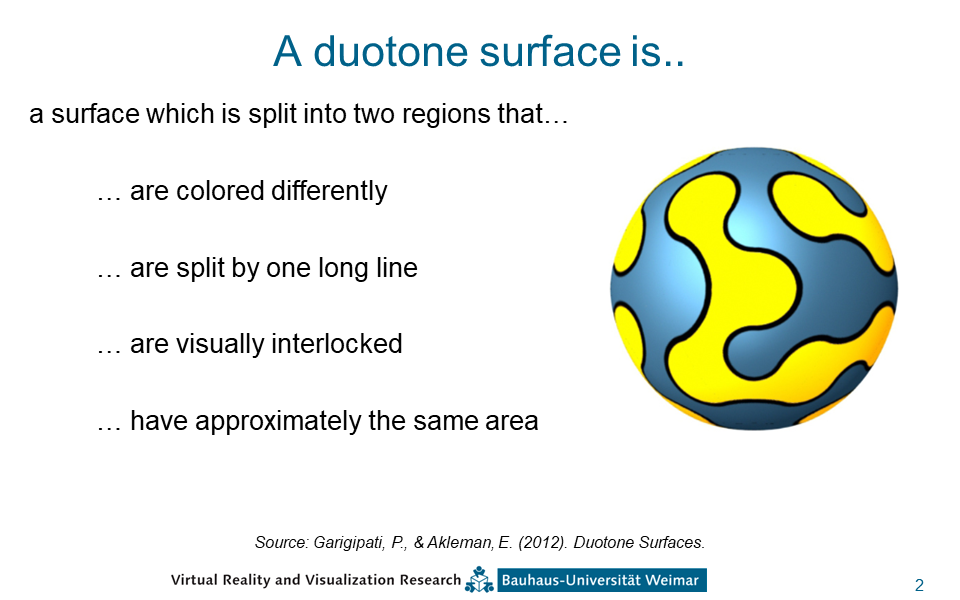 A duotone surface is..
a surface which is split into two regions that…
… are colored differently
… are split by one long line
… are visually interlocked
… have approximately the same area
Source: Garigipati, P., & Akleman, E. (2012). Duotone Surfaces.
Virtual Reality and Visualization Research Bauhaus-Universität Weimar
2